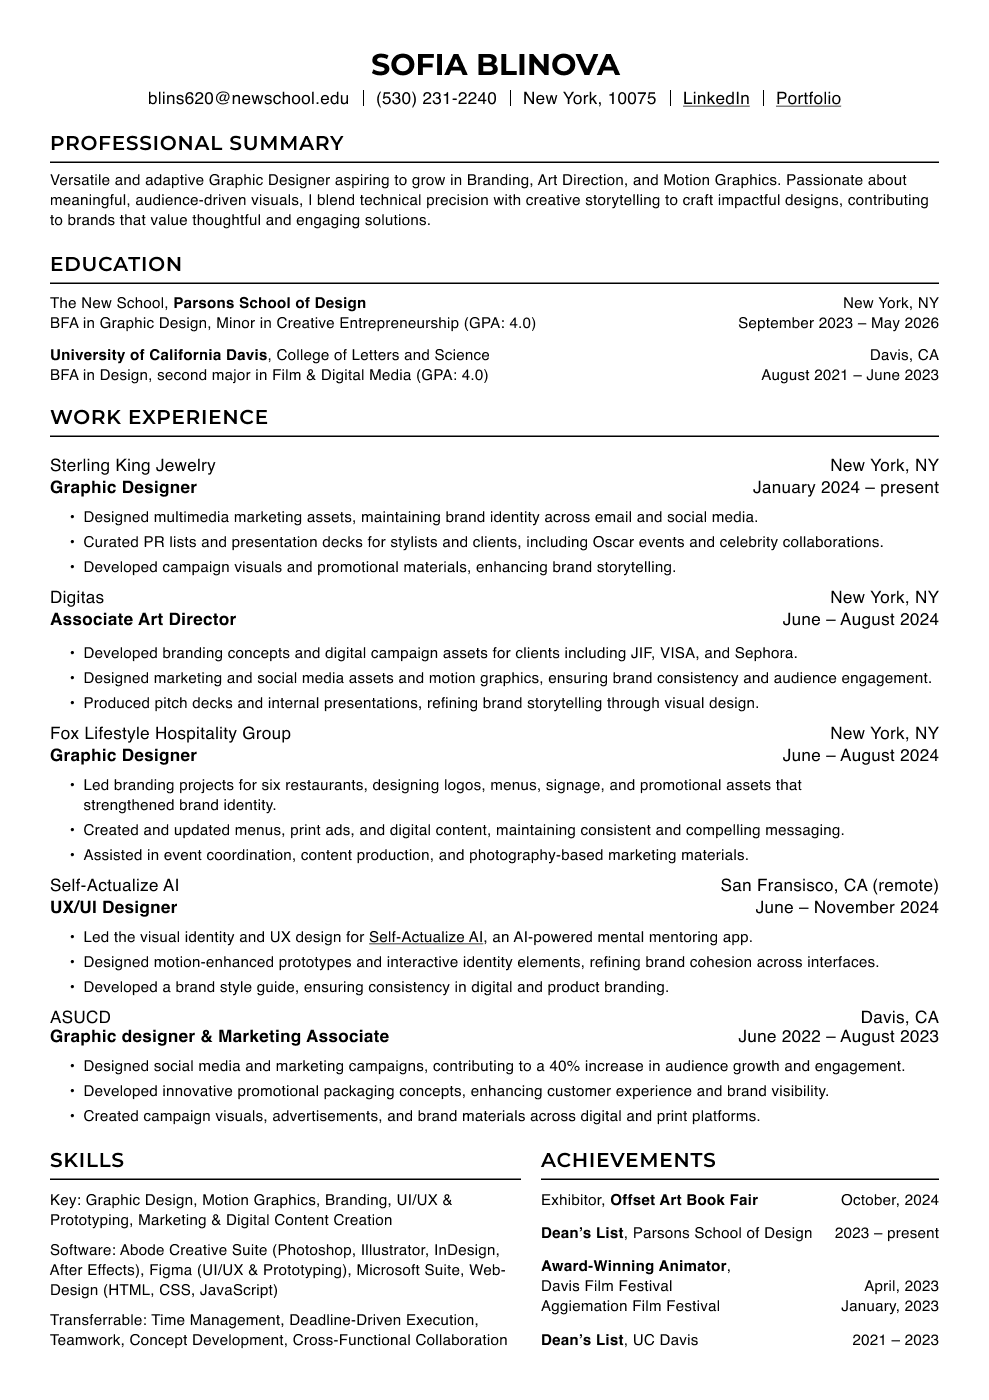 SOFIA BLINOVA
blins620@newschool.edu | (530) 231-2240 | New York, 10075 | LinkedIn | Portfolio
PROFESSIONAL SUMMARY
Versatile and adaptive Graphic Designer aspiring to grow in Branding, Art Direction, and Motion Graphics. Passionate about
meaningful, audience-driven visuals, I blend technical precision with creative storytelling to craft impactful designs, contributing
to brands that value thoughtful and engaging solutions.
EDUCATION
The New School, Parsons School of Design New York, NY
BFA in Graphic Design, Minor in Creative Entrepreneurship (GPA: 4.0) September 2023 – May 2026
University of California Davis, College of Letters and Science Davis, CA
BFA in Design, second major in Film & Digital Media (GPA: 4.0) August 2021 – June 2023
WORK EXPERIENCE
Sterling King Jewelry New York, NY
Graphic Designer January 2024 – present
• Designed multimedia marketing assets, maintaining brand identity across email and social media.
• Curated PR lists and presentation decks for stylists and clients, including Oscar events and celebrity collaborations.
• Developed campaign visuals and promotional materials, enhancing brand storytelling.
Digitas New York, NY
Associate Art Director June – August 2024
• Developed branding concepts and digital campaign assets for clients including JIF, VISA, and Sephora.
• Designed marketing and social media assets and motion graphics, ensuring brand consistency and audience engagement.
• Produced pitch decks and internal presentations, refining brand storytelling through visual design.
Fox Lifestyle Hospitality Group New York, NY
Graphic Designer June – August 2024
• Led branding projects for six restaurants, designing logos, menus, signage, and promotional assets that
strengthened brand identity.
• Created and updated menus, print ads, and digital content, maintaining consistent and compelling messaging.
• Assisted in event coordination, content production, and photography-based marketing materials.
Self-Actualize AI San Fransisco, CA (remote)
UX/UI Designer June – November 2024
• Led the visual identity and UX design for Self-Actualize AI, an AI-powered mental mentoring app.
• Designed motion-enhanced prototypes and interactive identity elements, refining brand cohesion across interfaces.
• Developed a brand style guide, ensuring consistency in digital and product branding.
ASUCD Davis, CA
Graphic designer & Marketing Associate June 2022 – August 2023
• Designed social media and marketing campaigns, contributing to a 40% increase in audience growth and engagement.
• Developed innovative promotional packaging concepts, enhancing customer experience and brand visibility.
• Created campaign visuals, advertisements, and brand materials across digital and print platforms.
SKILLS
Key: Graphic Design, Motion Graphics, Branding, UI/UX &
Prototyping, Marketing & Digital Content Creation
Software: Abode Creative Suite (Photoshop, Illustrator, InDesign,
After Effects), Figma (UI/UX & Prototyping), Microsoft Suite, Web-
Design (HTML, CSS, JavaScript)
Transferrable: Time Management, Deadline-Driven Execution,
Teamwork, Concept Development, Cross-Functional Collaboration
ACHIEVEMENTS
Exhibitor, Offset Art Book Fair October, 2024
Dean’s List, Parsons School of Design 2023 – present
Award-Winning Animator,
Davis Film Festival April, 2023
Aggiemation Film Festival January, 2023
Dean’s List, UC Davis 2021 – 2023